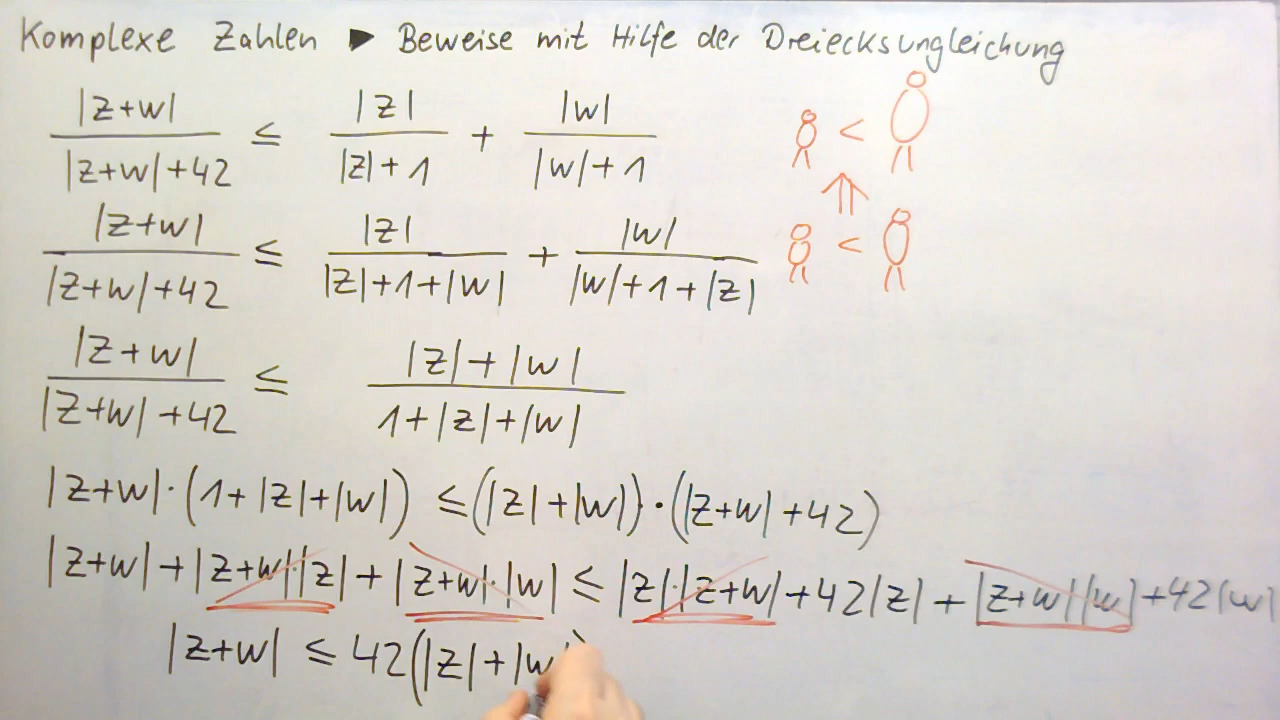 Komplexe Zahlen ▶ Beweise mit Hilfe der Dreiecksungleichung
|z+w| / |z+w|+42 ≤ |z| / |z|+1 + |w| / |w|+1
<
|z+w| / |z+w|+42 ≤ |z| / |z|+1+|w| + |w| / |w|+1+|z|
<
|z+w| / |z+w|+42 ≤ |z|+|w| / 1+|z|+|w|
|z+w|·(1+|z|+|w|) ≤ (|z|+|w|)·(|z+w|+42)
|z+w|+|z+w|·|z|+|z+w|·|w| ≤ |z|·|z+w|+42|z|+|z+w||w|+42|w|
|z+w| ≤ 42(|z|+|w|)